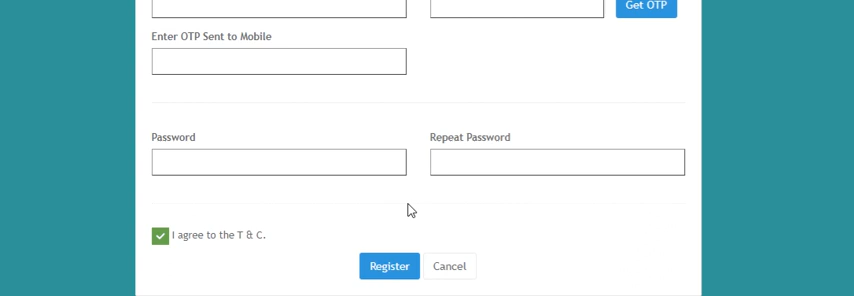 Get OTP
Enter OTP Sent to Mobile
Password
Repeat Password
I agree to the T & C.
Register
Cancel